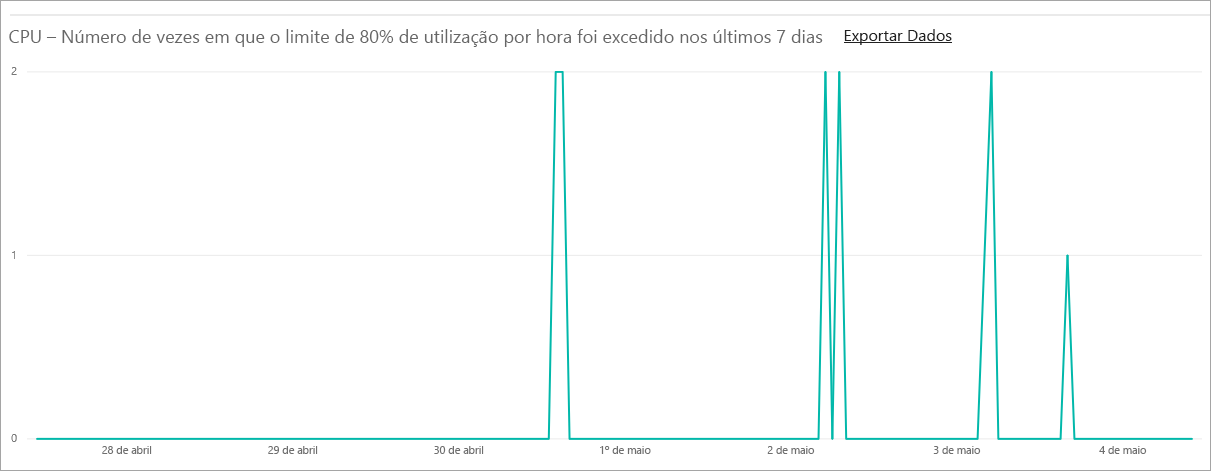 CPU – Número de vezes em que o limite de 80% de utilização por hora foi excedido nos últimos 7 dias Exportar Dados
2
1
0
28 de abril 29 de abril 30 de abril 1º de maio 2 de maio 3 de maio 4 de maio